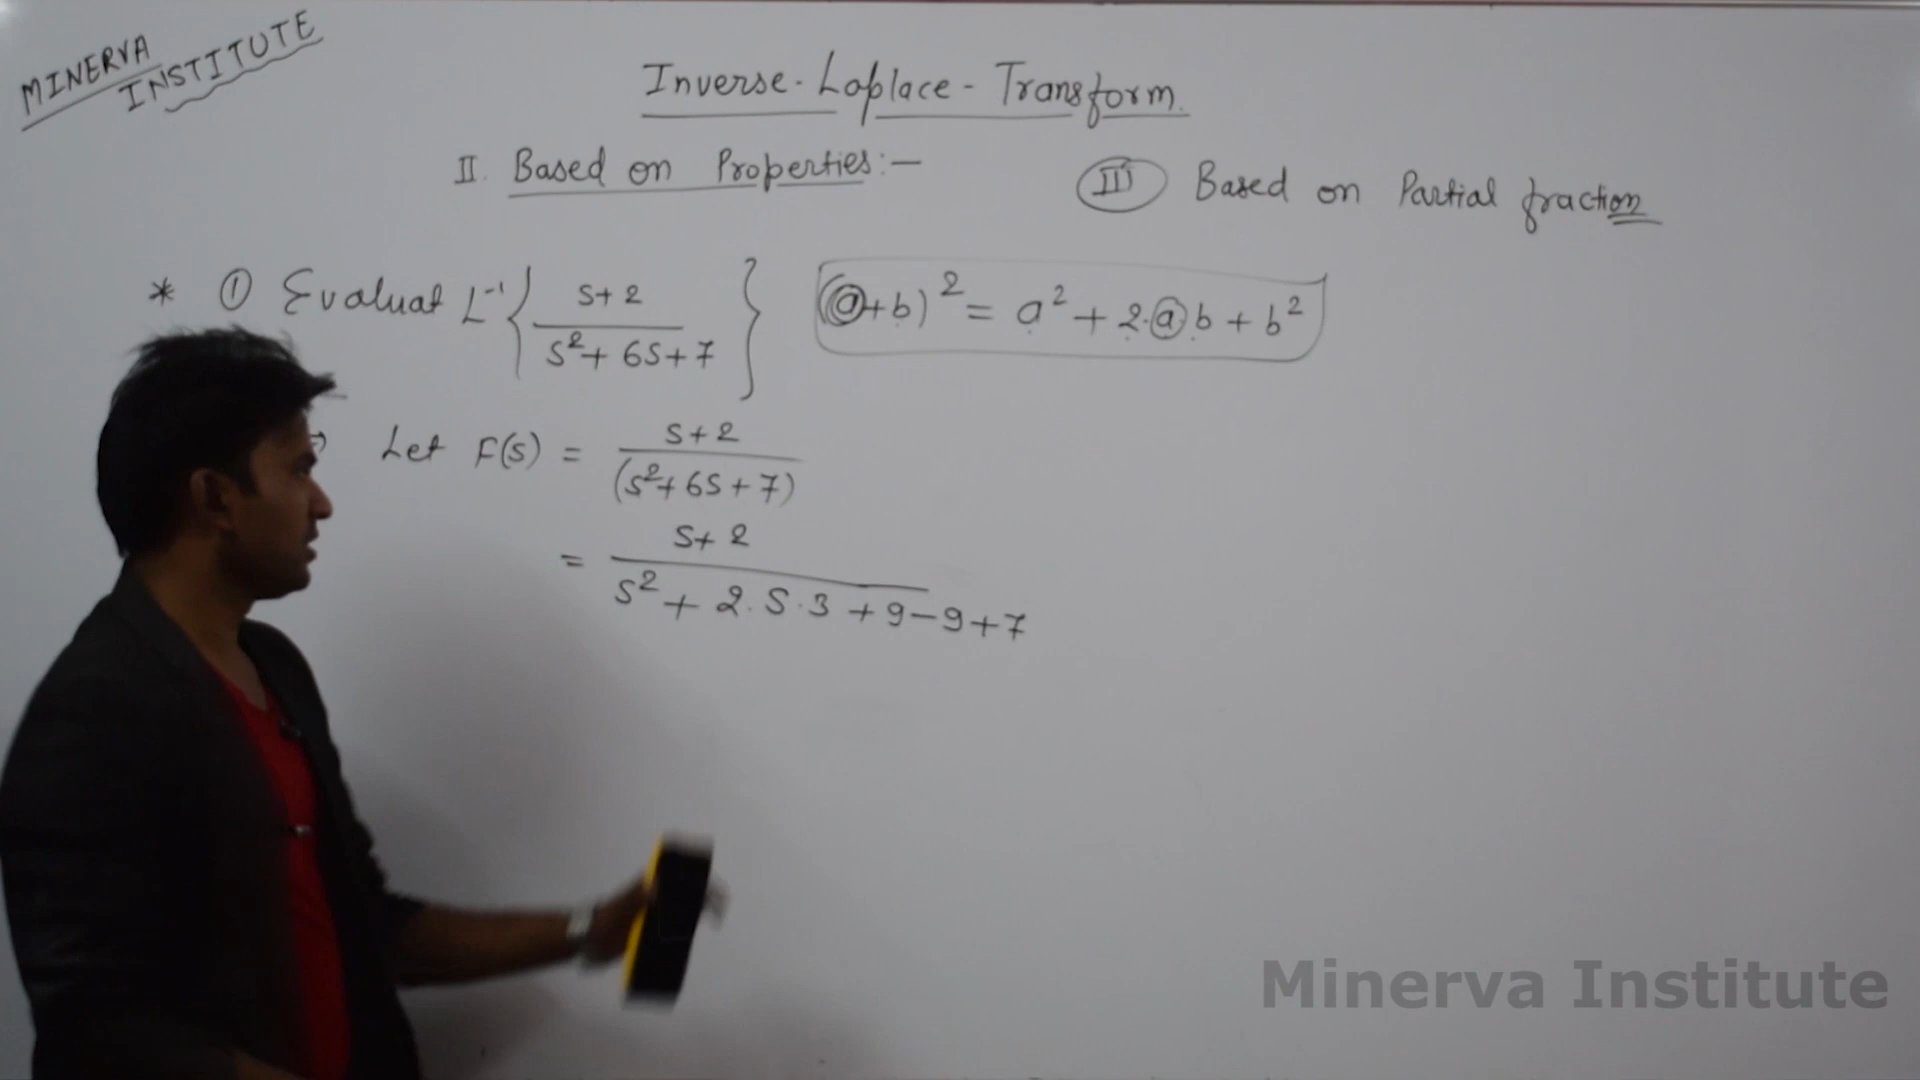 MINERVA
INSTITUTE
Inverse-Laplace-Transform.
II. Based on Properties:—
III Based on Partial fraction
* ① Evaluat L⁻¹ { (s+2) / (s²+6s+7) }
(a+b)² = a² + 2·a b + b²
⇒ Let F(s) = (s+2) / (s²+6s+7)
= (s+2) / (s² + 2·s·3 + 9 − 9 + 7)
Minerva Institute